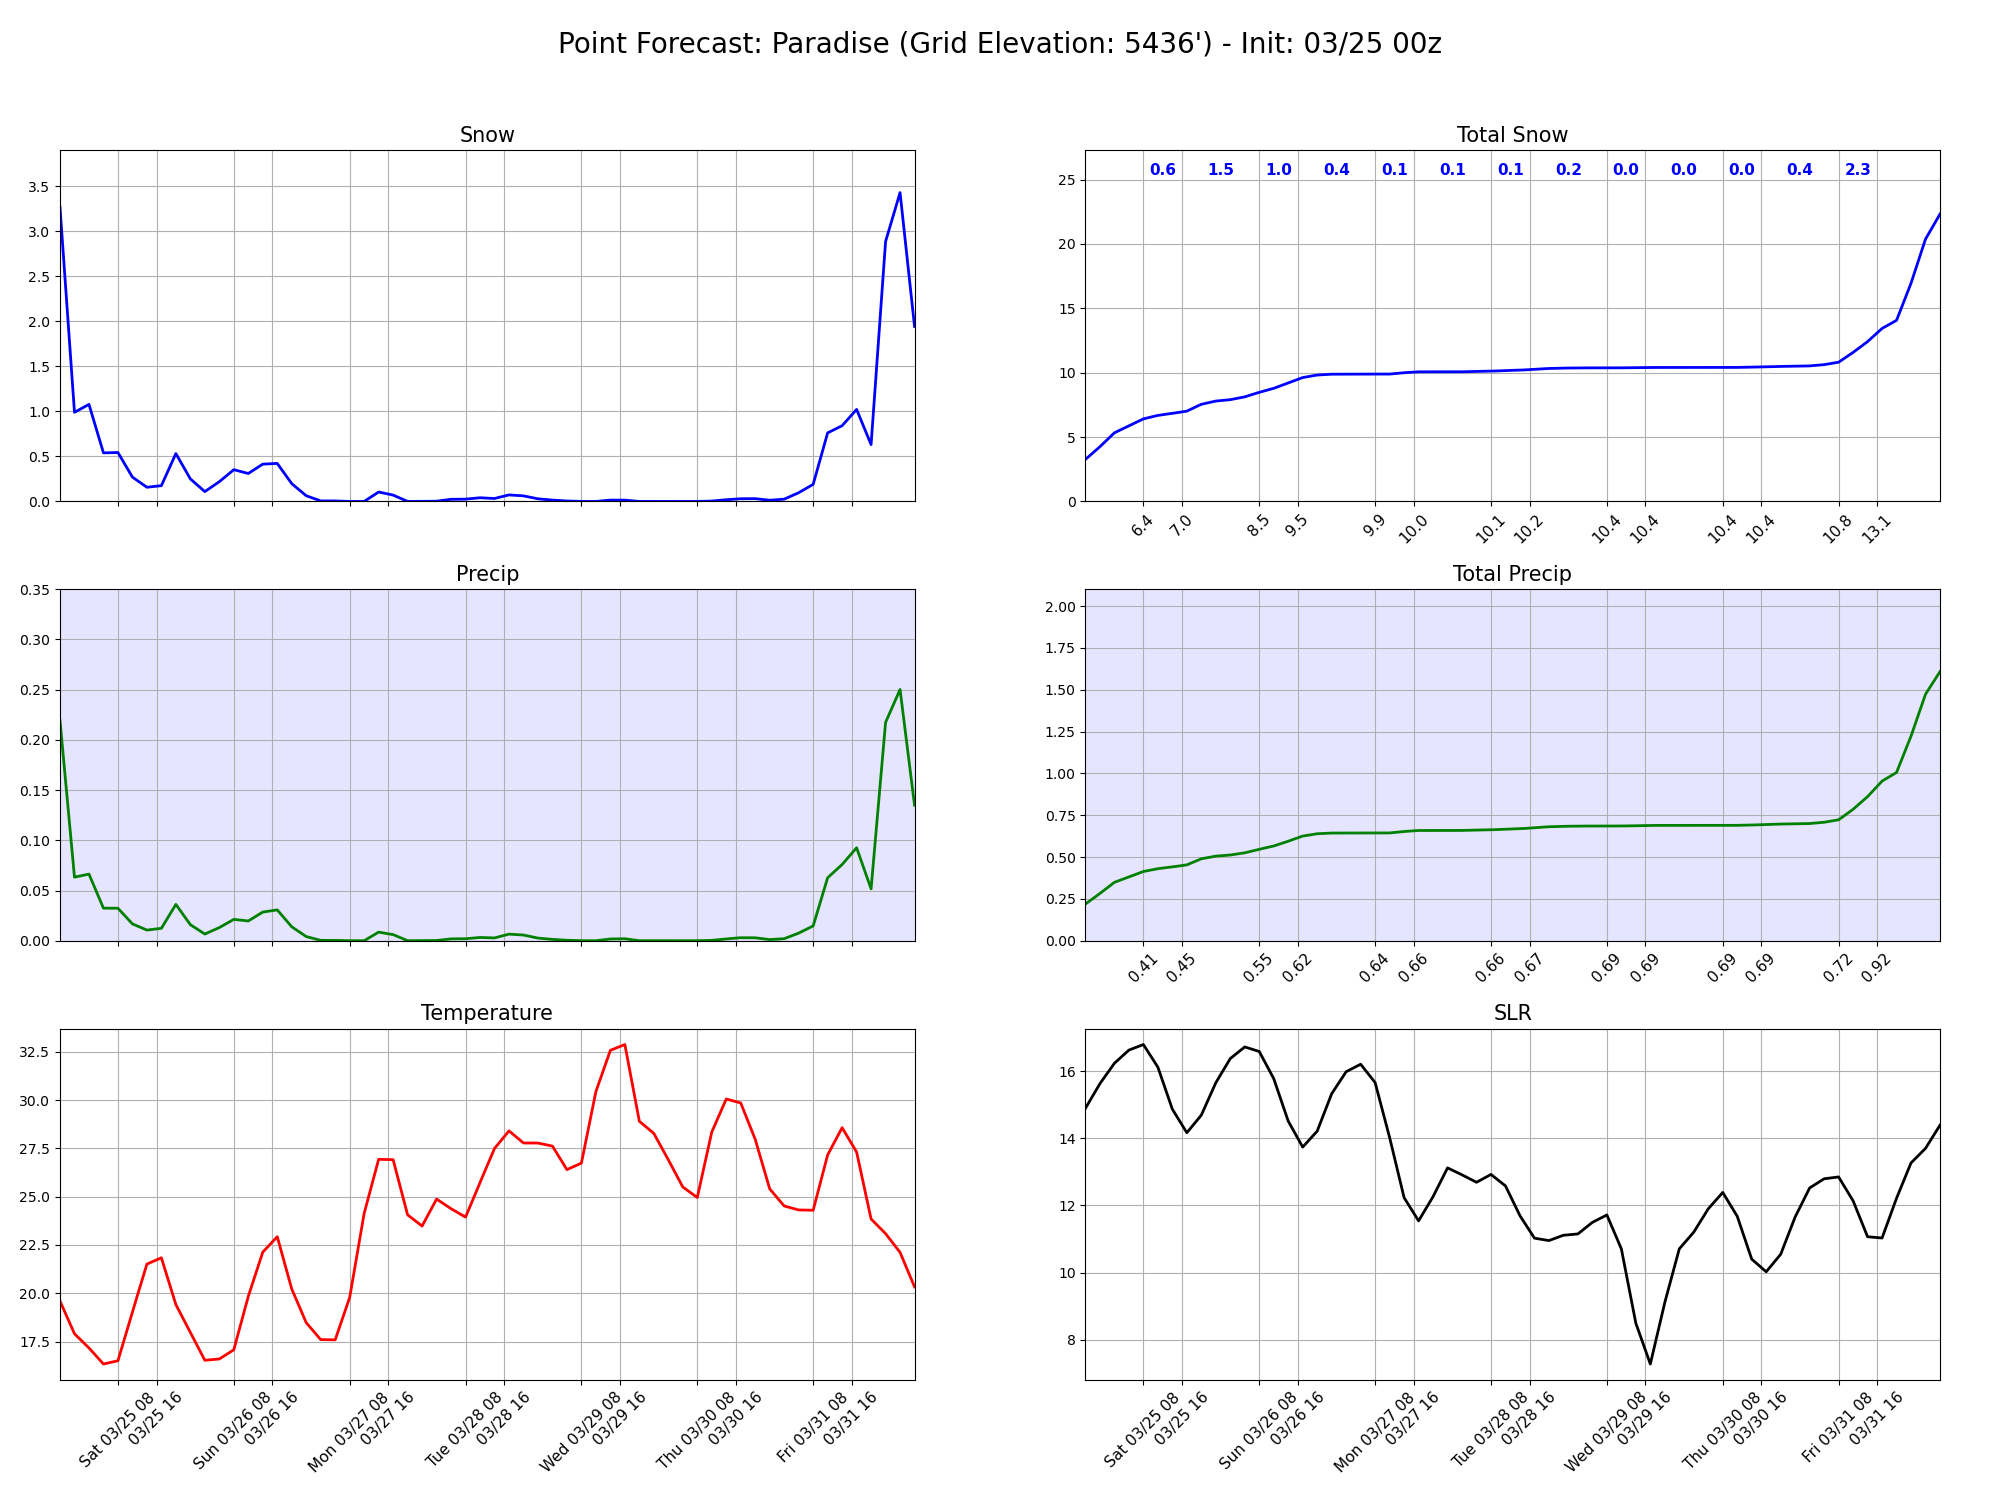 Point Forecast: Paradise (Grid Elevation: 5436') - Init: 03/25 00z
Snow
3.5
3.0
2.5
2.0
1.5
1.0
0.5
0.0
Total Snow
0.6 1.5 1.0 0.4 0.1 0.1 0.1 0.2 0.0 0.0 0.0 0.4 2.3
25
20
15
10
5
0
6.4 7.0 8.5 9.5 9.9 10.0 10.1 10.2 10.4 10.4 10.4 10.4 10.8 13.1
Precip
0.35
0.30
0.25
0.20
0.15
0.10
0.05
0.00
Total Precip
2.00
1.75
1.50
1.25
1.00
0.75
0.50
0.25
0.00
0.41 0.45 0.55 0.62 0.64 0.66 0.66 0.67 0.69 0.69 0.69 0.69 0.72 0.92
Temperature
32.5
30.0
27.5
25.0
22.5
20.0
17.5
Sat 03/25 08
03/25 16
Sun 03/26 08
03/26 16
Mon 03/27 08
03/27 16
Tue 03/28 08
03/28 16
Wed 03/29 08
03/29 16
Thu 03/30 08
03/30 16
Fri 03/31 08
03/31 16
SLR
16
14
12
10
8
Sat 03/25 08
03/25 16
Sun 03/26 08
03/26 16
Mon 03/27 08
03/27 16
Tue 03/28 08
03/28 16
Wed 03/29 08
03/29 16
Thu 03/30 08
03/30 16
Fri 03/31 08
03/31 16